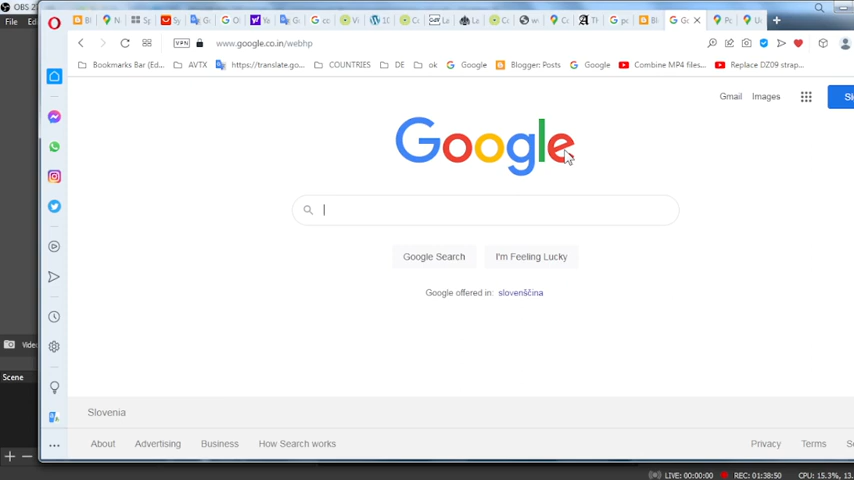 OBS 2
File
www.google.co.in/webhp
VPN
Bookmarks Bar (Ed... AVTX https://translate.go... COUNTRIES DE ok Google Blogger: Posts Google Combine MP4 files... Replace DZ09 strap...
Gmail Images
Google
Google Search I'm Feeling Lucky
Google offered in: slovenščina
Scene
Slovenia
About Advertising Business How Search works Privacy Terms
LIVE: 00:00:00 REC: 01:38:50 CPU: 15.3%, 13.